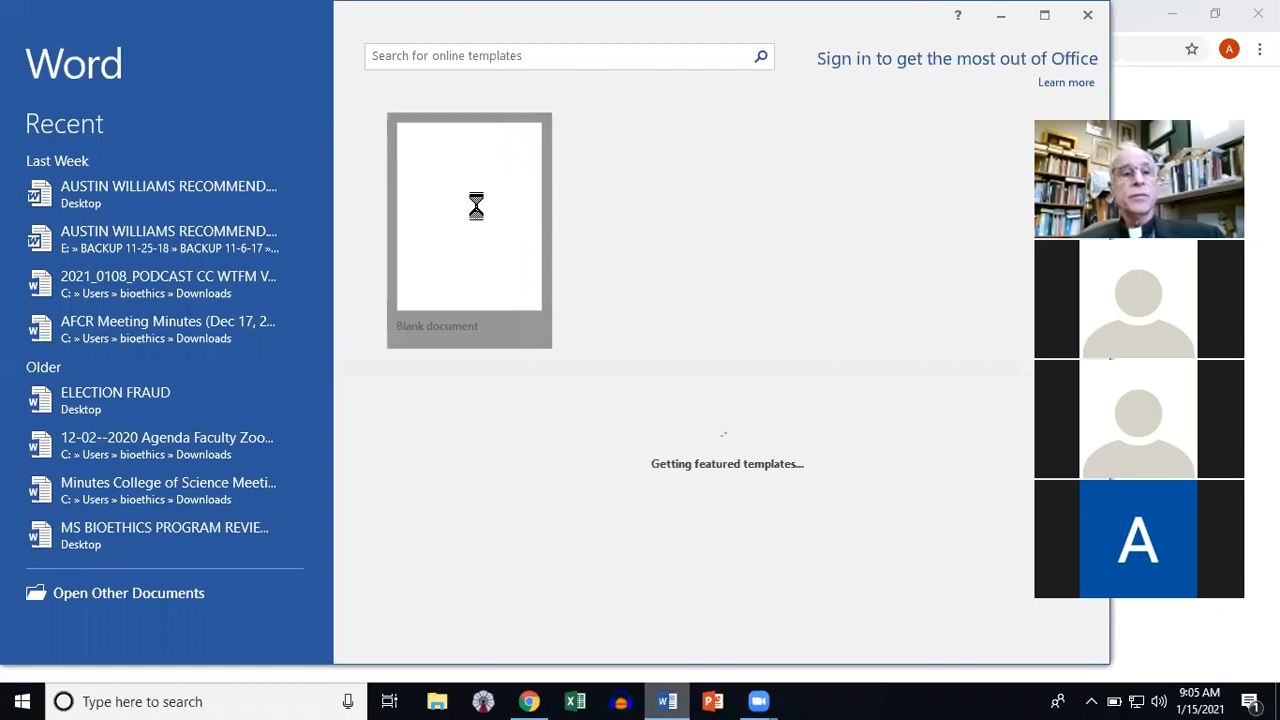 Word
Recent
Last Week
AUSTIN WILLIAMS RECOMMEND....
Desktop
AUSTIN WILLIAMS RECOMMEND....
E: » BACKUP 11-25-18 » BACKUP 11-6-17 »...
2021_0108_PODCAST CC WTFM V...
C: » Users » bioethics » Downloads
AFCR Meeting Minutes (Dec 17, 2...
C: » Users » bioethics » Downloads
Older
ELECTION FRAUD
Desktop
12-02--2020 Agenda Faculty Zoo...
C: » Users » bioethics » Downloads
Minutes College of Science Meeti...
C: » Users » bioethics » Downloads
MS BIOETHICS PROGRAM REVIE...
Desktop
Open Other Documents
Search for online templates
Sign in to get the most out of Office
Learn more
Blank document
Getting featured templates...
A
A
Type here to search
9:05 AM
1/15/2021
1